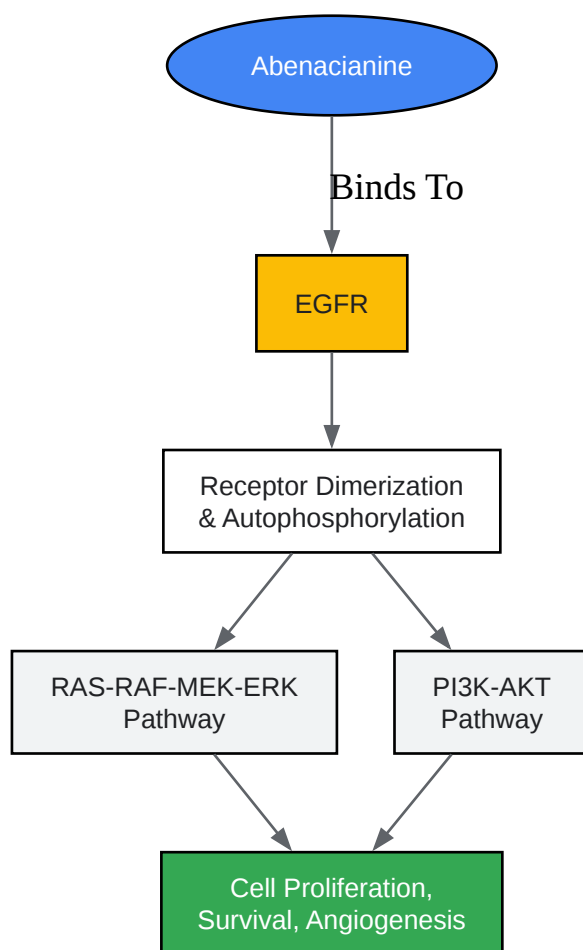 Abenacianine
Binds To
EGFR
Receptor Dimerization
& Autophosphorylation
RAS-RAF-MEK-ERK
Pathway
PI3K-AKT
Pathway
Cell Proliferation,
Survival, Angiogenesis